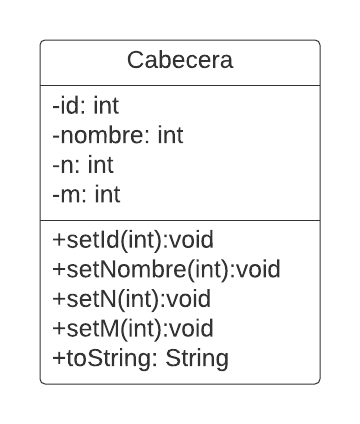 Cabecera
-id: int
-nombre: int
-n: int
-m: int
+setId(int):void
+setNombre(int):void
+setN(int):void
+setM(int):void
+toString: String